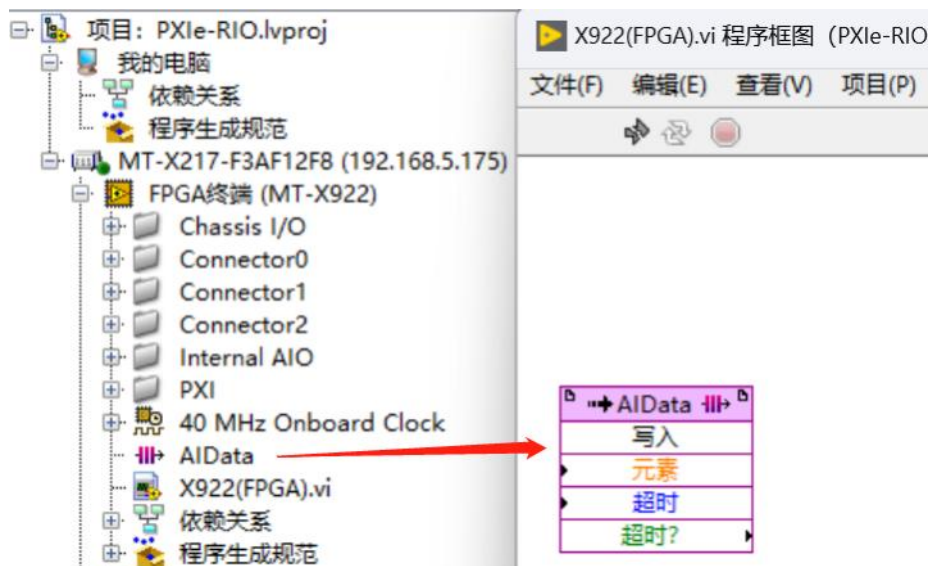 项目: PXIe-RIO.lvproj
我的电脑
依赖关系
程序生成规范
MT-X217-F3AF12F8 (192.168.5.175)
FPGA终端 (MT-X922)
Chassis I/O
Connector0
Connector1
Connector2
Internal AIO
PXI
40 MHz Onboard Clock
AIData
X922(FPGA).vi
依赖关系
程序生成规范
X922(FPGA).vi 程序框图 (PXIe-RIO
文件(F) 编辑(E) 查看(V) 项目(P)
AIData
写入
元素
超时
超时?